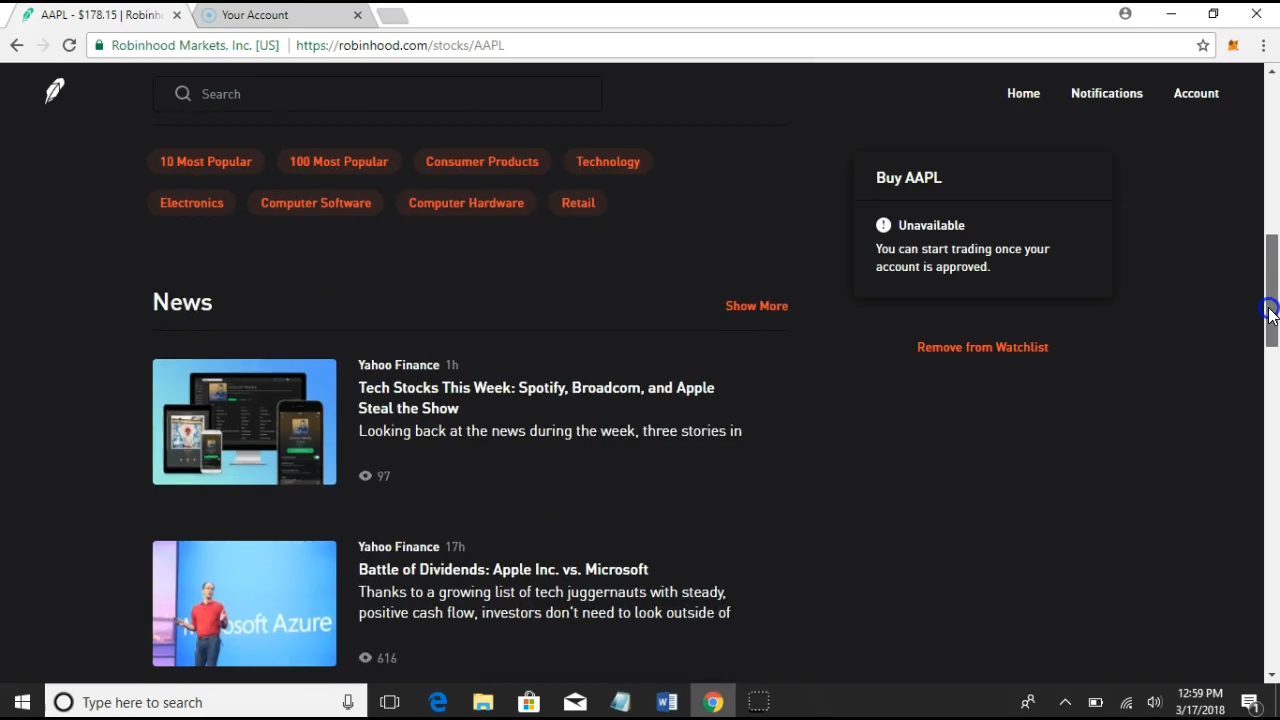 AAPL - $178.15 | Robinh
Your Account
Robinhood Markets, Inc. [US]
https://robinhood.com/stocks/AAPL
Search
Home
Notifications
Account
10 Most Popular
100 Most Popular
Consumer Products
Technology
Electronics
Computer Software
Computer Hardware
Retail
Buy AAPL
Unavailable
You can start trading once your
account is approved.
Remove from Watchlist
News
Show More
Yahoo Finance 1h
Tech Stocks This Week: Spotify, Broadcom, and Apple
Steal the Show
Looking back at the news during the week, three stories in
97
Yahoo Finance 17h
Battle of Dividends: Apple Inc. vs. Microsoft
Thanks to a growing list of tech juggernauts with steady,
positive cash flow, investors don't need to look outside of
616
osoft Azure
Type here to search
12:59 PM
3/17/2018
1